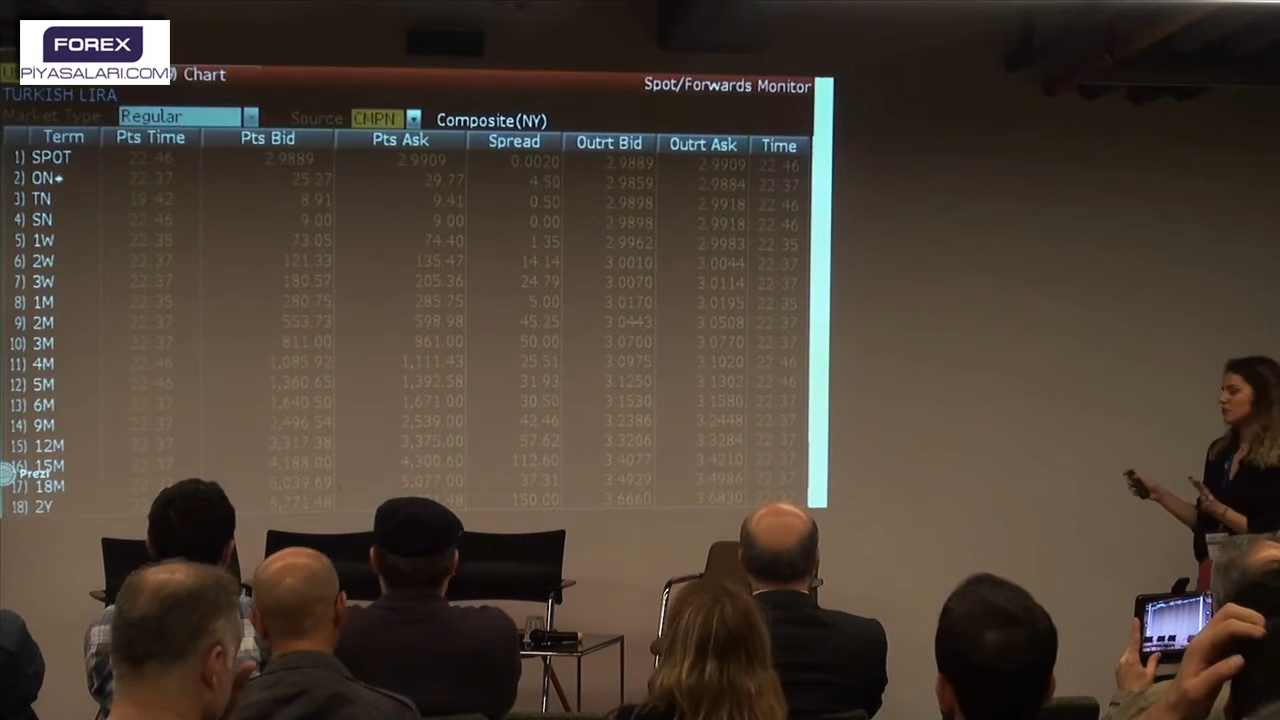 FOREX
PİYASALARI.COM
) Chart
Spot/Forwards Monitor
TURKISH LIRA
Market Type Regular Source CMPN Composite(NY)
Term Pts Time Pts Bid Pts Ask Spread Outrt Bid Outrt Ask Time
1) SPOT 22:46 2.9889 2.9909 0.0020 2.9889 2.9909 22:46
2) ON 22:37 25.27 29.77 4.50 2.9859 2.9884 22:37
3) TN 19:42 8.91 9.41 0.50 2.9898 2.9918 22:46
4) SN 22:46 9.00 9.00 0.00 2.9898 2.9918 22:46
5) 1W 22:35 73.05 74.40 1.35 2.9962 2.9983 22:35
6) 2W 22:37 121.33 135.47 14.14 3.0010 3.0044 22:37
7) 3W 22:37 180.57 205.36 24.79 3.0070 3.0114 22:37
8) 1M 22:35 280.75 285.75 5.00 3.0170 3.0195 22:35
9) 2M 22:37 553.73 598.98 45.25 3.0443 3.0508 22:37
10) 3M 22:37 811.00 861.00 50.00 3.0700 3.0770 22:37
11) 4M 22:46 1,085.92 1,111.43 25.51 3.0975 3.1020 22:46
12) 5M 22:46 1,360.65 1,392.58 31.93 3.1250 3.1302 22:46
13) 6M 22:37 1,640.50 1,671.00 30.50 3.1530 3.1580 22:37
14) 9M 22:37 2,496.54 2,539.00 42.46 3.2386 3.2448 22:37
15) 12M 22:37 3,317.38 3,375.00 57.62 3.3206 3.3284 22:37
16) 15M 22:37 4,188.00 4,300.60 112.60 3.4077 3.4210 22:37
Prezi
17) 18M 22:37 5,039.69 5,077.00 37.31 3.4929 3.4986 22:37
18) 2Y 6,771.48 1.48 150.00 3.6660 3.6830 22:37